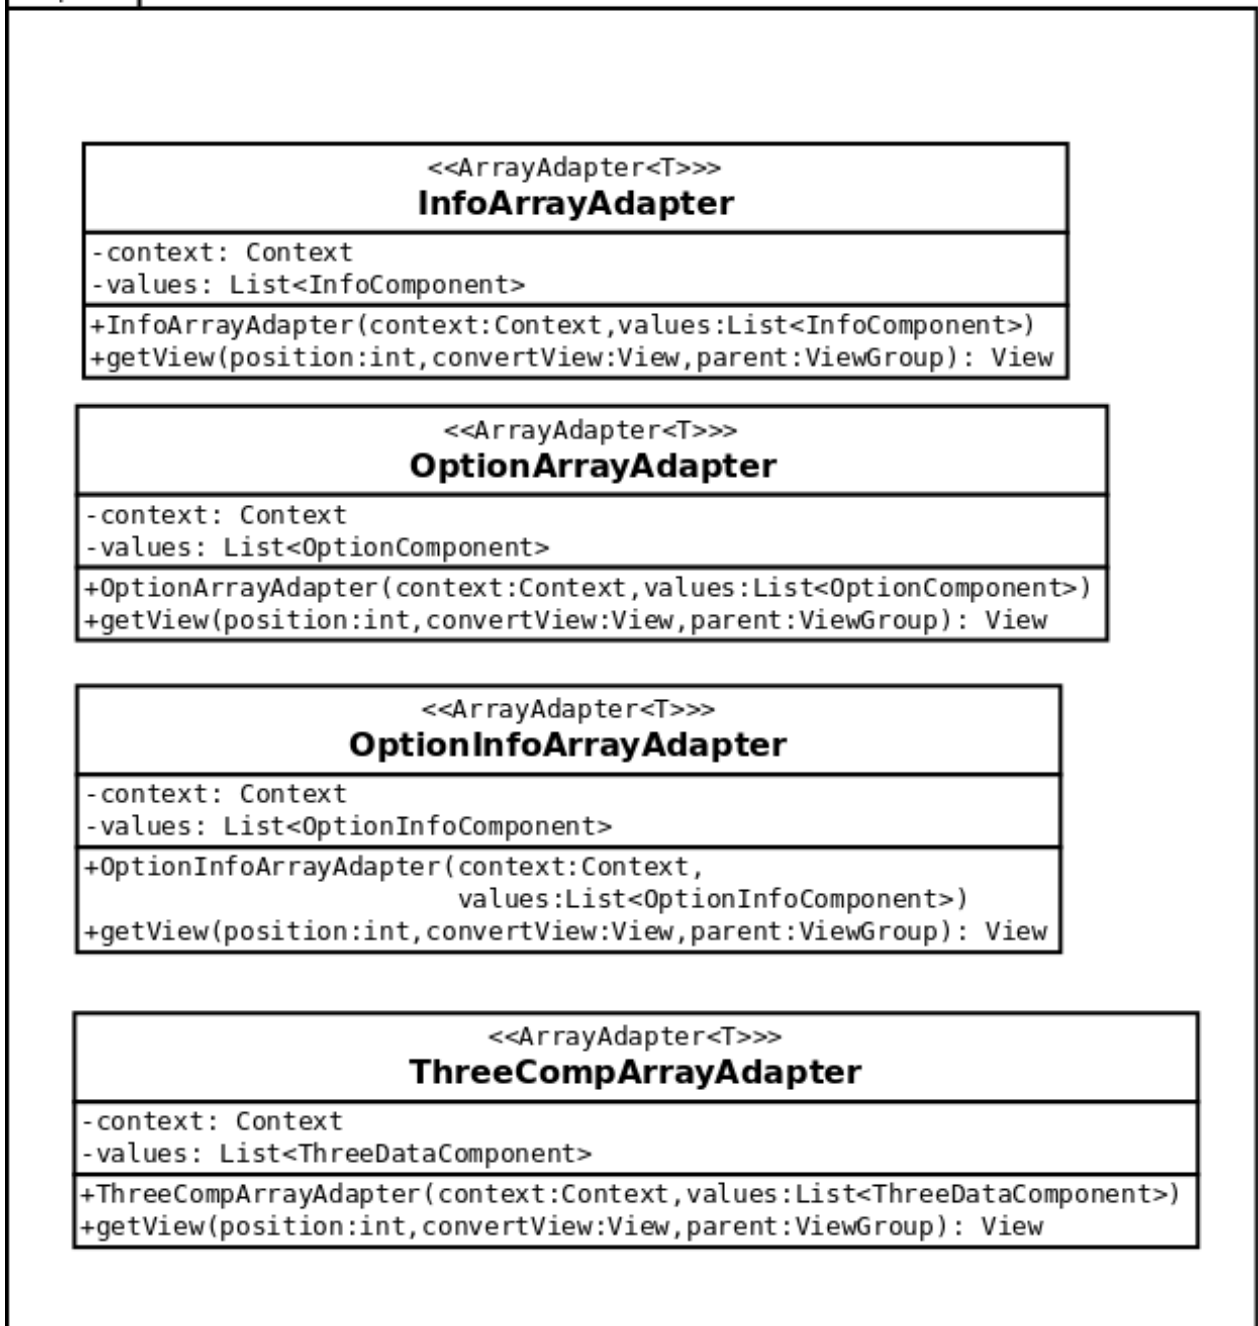 <<ArrayAdapter<T>>>
InfoArrayAdapter
-context: Context
-values: List<InfoComponent>
+InfoArrayAdapter(context:Context,values:List<InfoComponent>)
+getView(position:int,convertView:View,parent:ViewGroup): View
<<ArrayAdapter<T>>>
OptionArrayAdapter
-context: Context
-values: List<OptionComponent>
+OptionArrayAdapter(context:Context,values:List<OptionComponent>)
+getView(position:int,convertView:View,parent:ViewGroup): View
<<ArrayAdapter<T>>>
OptionInfoArrayAdapter
-context: Context
-values: List<OptionInfoComponent>
+OptionInfoArrayAdapter(context:Context,
values:List<OptionInfoComponent>)
+getView(position:int,convertView:View,parent:ViewGroup): View
<<ArrayAdapter<T>>>
ThreeCompArrayAdapter
-context: Context
-values: List<ThreeDataComponent>
+ThreeCompArrayAdapter(context:Context,values:List<ThreeDataComponent>)
+getView(position:int,convertView:View,parent:ViewGroup): View